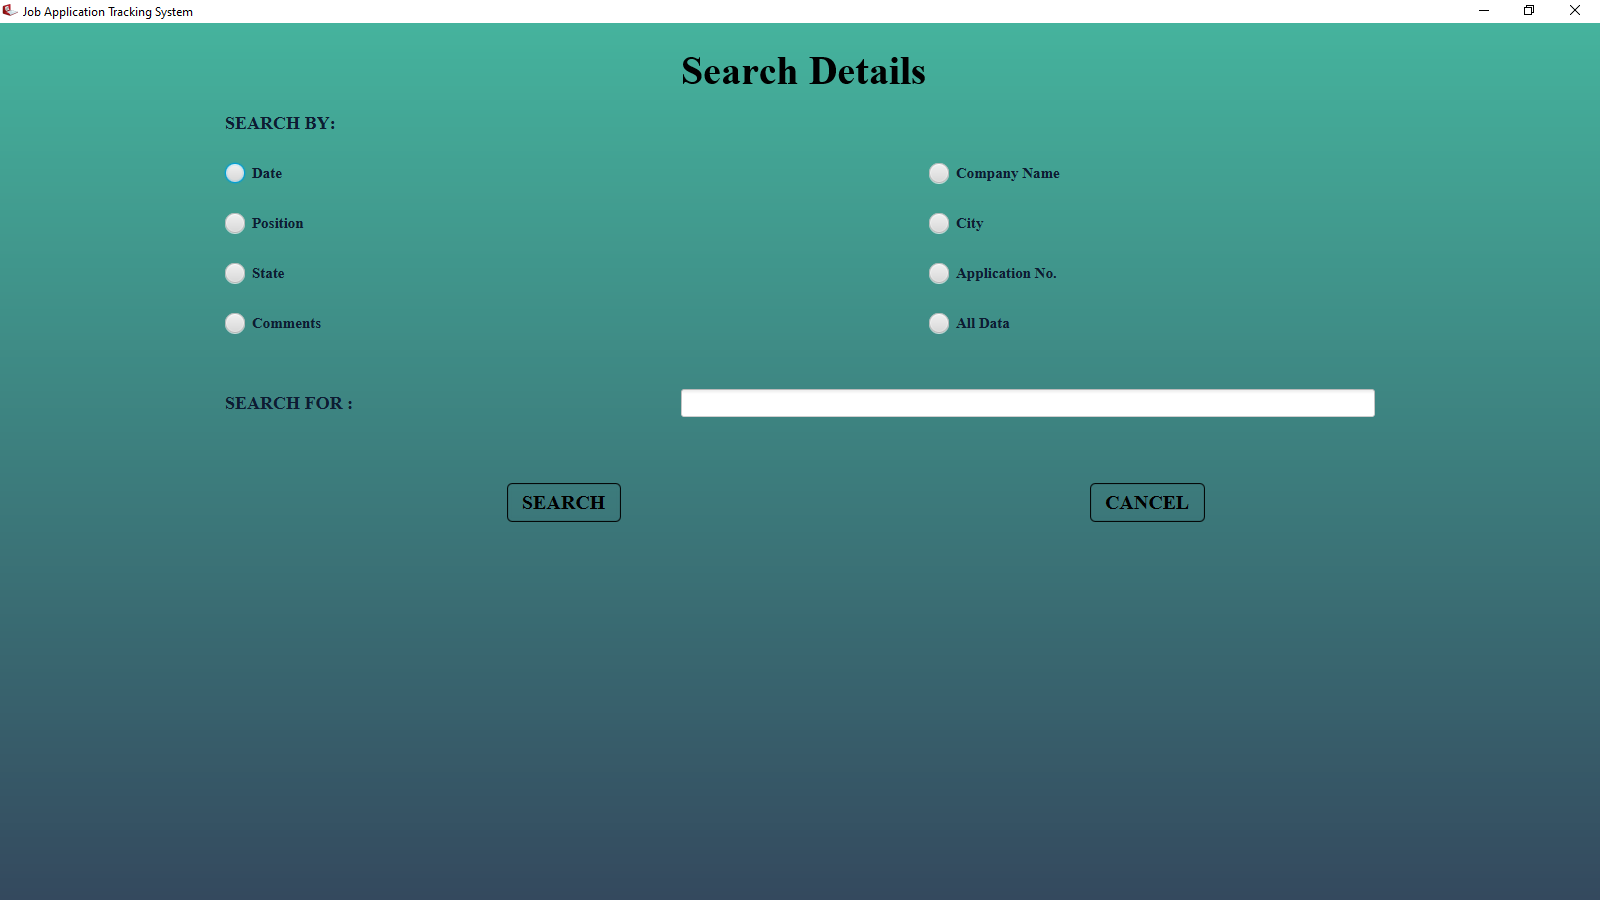 Job Application Tracking System
Search Details
SEARCH BY:
Date
Company Name
Position
City
State
Application No.
Comments
All Data
SEARCH FOR :
SEARCH
CANCEL